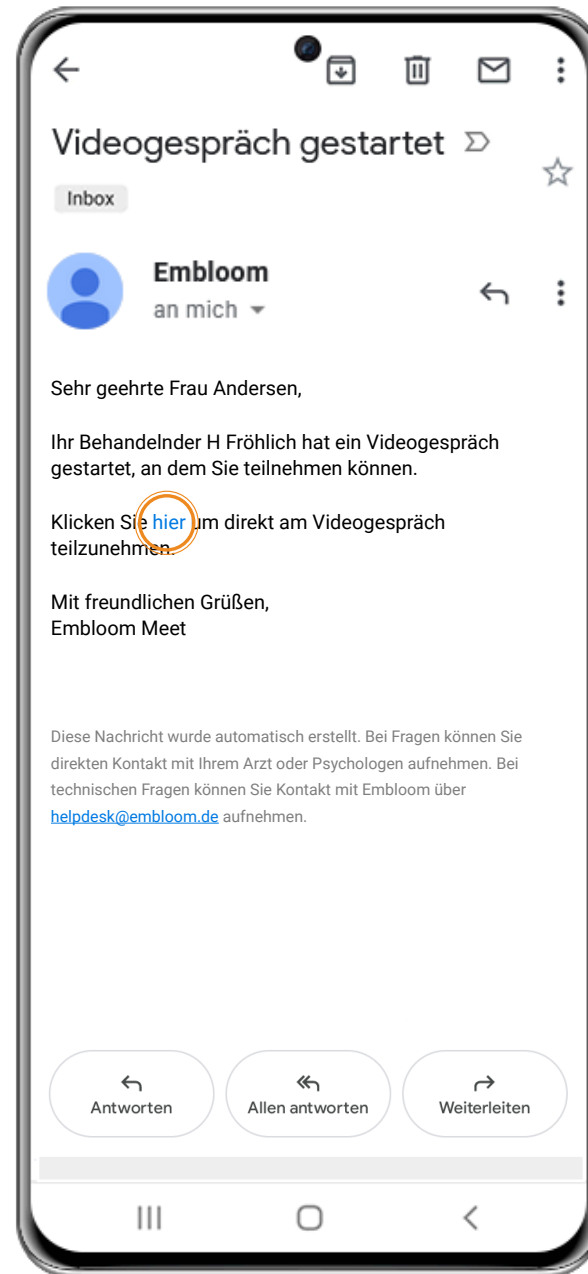 Videogespräch gestartet
Inbox
Embloom
an mich
Sehr geehrte Frau Andersen,
Ihr Behandelnder H Fröhlich hat ein Videogespräch
gestartet, an dem Sie teilnehmen können.
Klicken Sie hier um direkt am Videogespräch
teilzunehmen.
Mit freundlichen Grüßen,
Embloom Meet
Diese Nachricht wurde automatisch erstellt. Bei Fragen können Sie
direkten Kontakt mit Ihrem Arzt oder Psychologen aufnehmen. Bei
technischen Fragen können Sie Kontakt mit Embloom über
helpdesk@embloom.de aufnehmen.
Antworten
Allen antworten
Weiterleiten